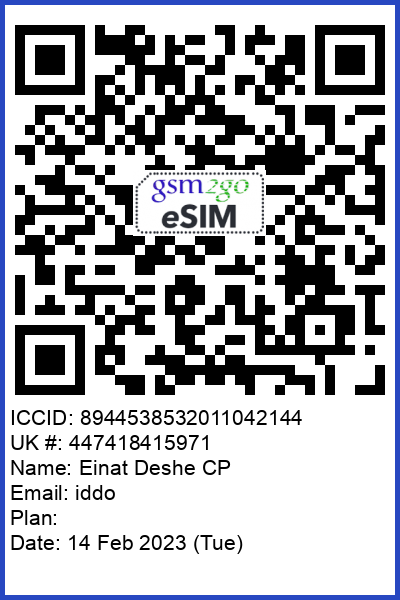 gsm2go
eSIM
ICCID: 8944538532011042144
UK #: 447418415971
Name: Einat Deshe CP
Email: iddo
Plan:
Date: 14 Feb 2023 (Tue)